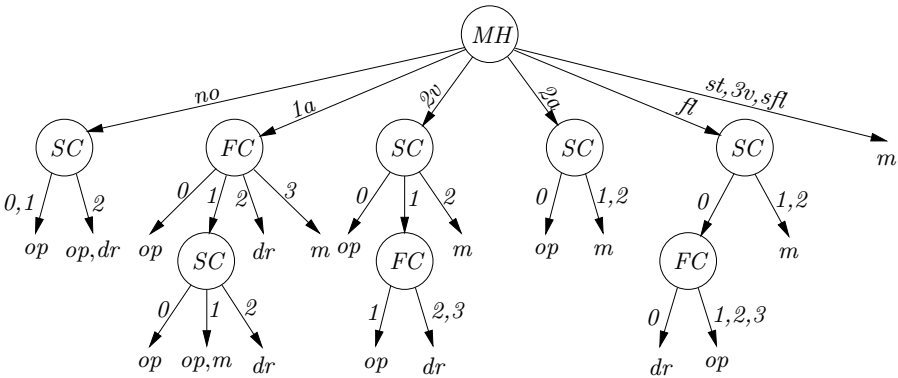 MH
no
1a
2v
2a
fl
st,3v,sfl
SC
FC
SC
SC
SC
m
0,1
2
0
1
2
3
0
1
2
0
1,2
0
1,2
op
op,dr
op
SC
dr
m
op
FC
m
op
m
FC
m
0
1
2
1
2,3
0
1,2,3
op
op,m
dr
op
dr
dr
op